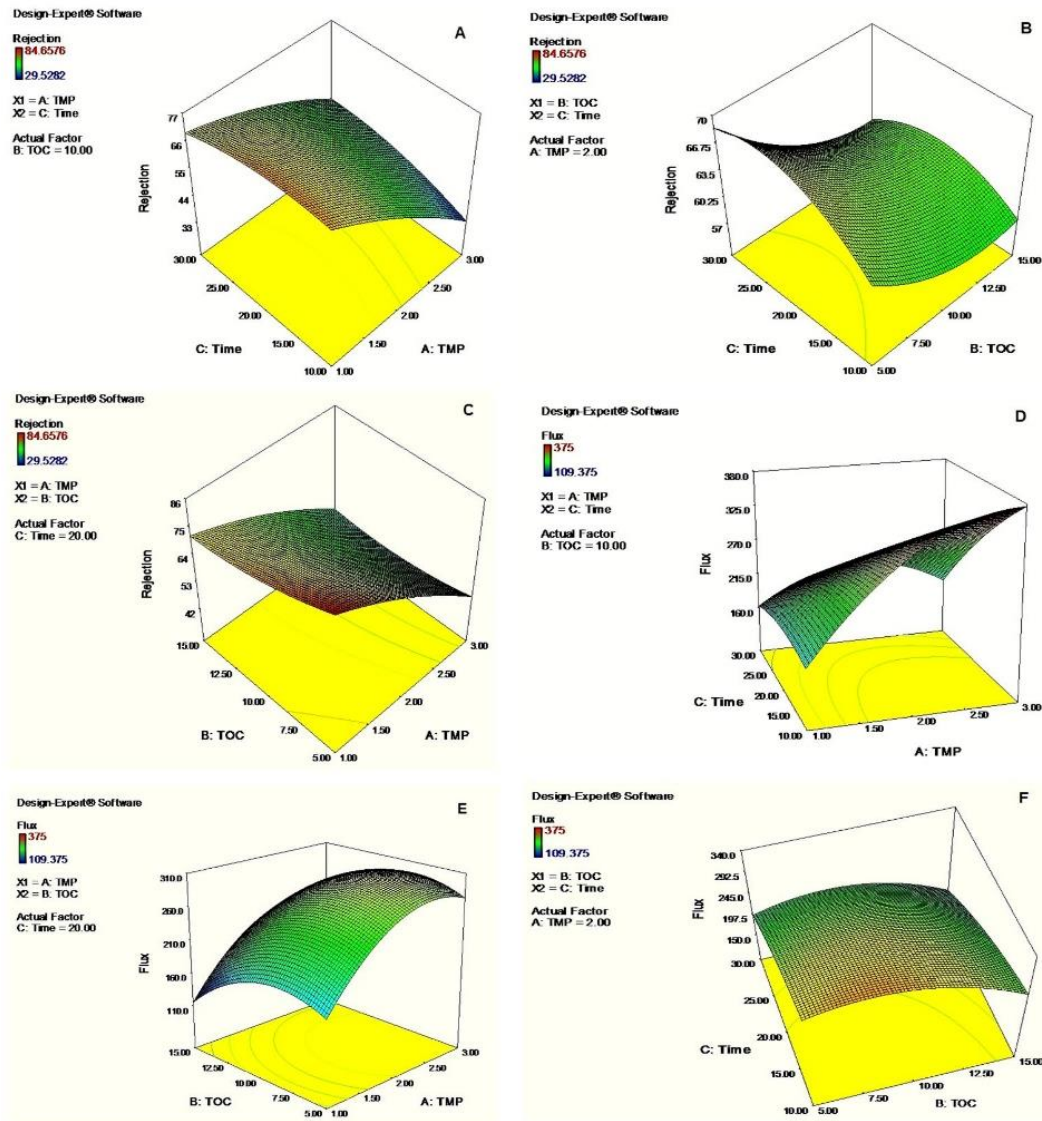 Design-Expert® Software
A
Rejection
84.6576
29.5282
X1 = A: TMP
X2 = C: Time
Actual Factor
B: TOC = 10.00
77
66
55
44
33
Rejection
30.00
25.00
20.00
15.00
10.00
C: Time
1.00
1.50
2.00
2.50
3.00
A: TMP
Design-Expert® Software
B
Rejection
84.6576
29.5282
X1 = B: TOC
X2 = C: Time
Actual Factor
A: TMP = 2.00
70
66.75
63.5
60.25
57
Rejection
30.00
25.00
20.00
15.00
10.00
C: Time
5.00
7.50
10.00
12.50
15.00
B: TOC
Design-Expert® Software
C
Rejection
84.6576
29.5282
X1 = A: TMP
X2 = B: TOC
Actual Factor
C: Time = 20.00
86
75
64
53
42
Rejection
15.00
12.50
10.00
7.50
5.00
B: TOC
1.00
1.50
2.00
2.50
3.00
A: TMP
Design-Expert® Software
D
Flux
375
109.375
X1 = A: TMP
X2 = C: Time
Actual Factor
B: TOC = 10.00
380.0
325.0
270.0
215.0
160.0
Flux
30.00
25.00
20.00
15.00
10.00
C: Time
1.00
1.50
2.00
2.50
3.00
A: TMP
Design-Expert® Software
E
Flux
375
109.375
X1 = A: TMP
X2 = B: TOC
Actual Factor
C: Time = 20.00
310.0
260.0
210.0
160.0
110.0
Flux
15.00
12.50
10.00
7.50
5.00
B: TOC
1.00
1.50
2.00
2.50
3.00
A: TMP
Design-Expert® Software
F
Flux
375
109.375
X1 = B: TOC
X2 = C: Time
Actual Factor
A: TMP = 2.00
340.0
292.5
245.0
197.5
150.0
Flux
30.00
25.00
20.00
15.00
10.00
C: Time
5.00
7.50
10.00
12.50
15.00
B: TOC